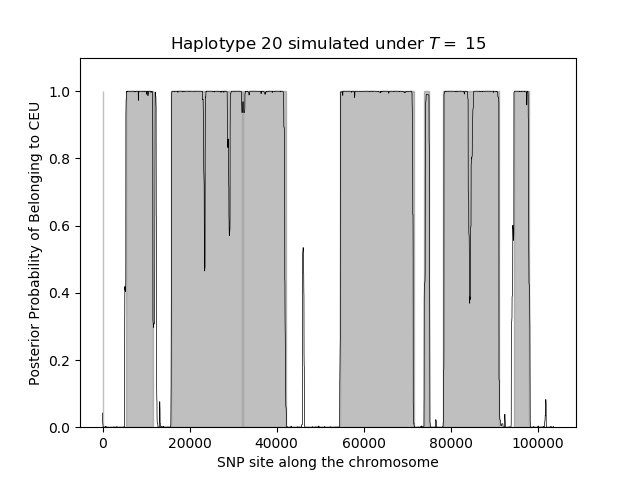 Haplotype 20 simulated under T = 15
Posterior Probability of Belonging to CEU
1.0
0.8
0.6
0.4
0.2
0.0
0 20000 40000 60000 80000 100000
SNP site along the chromosome